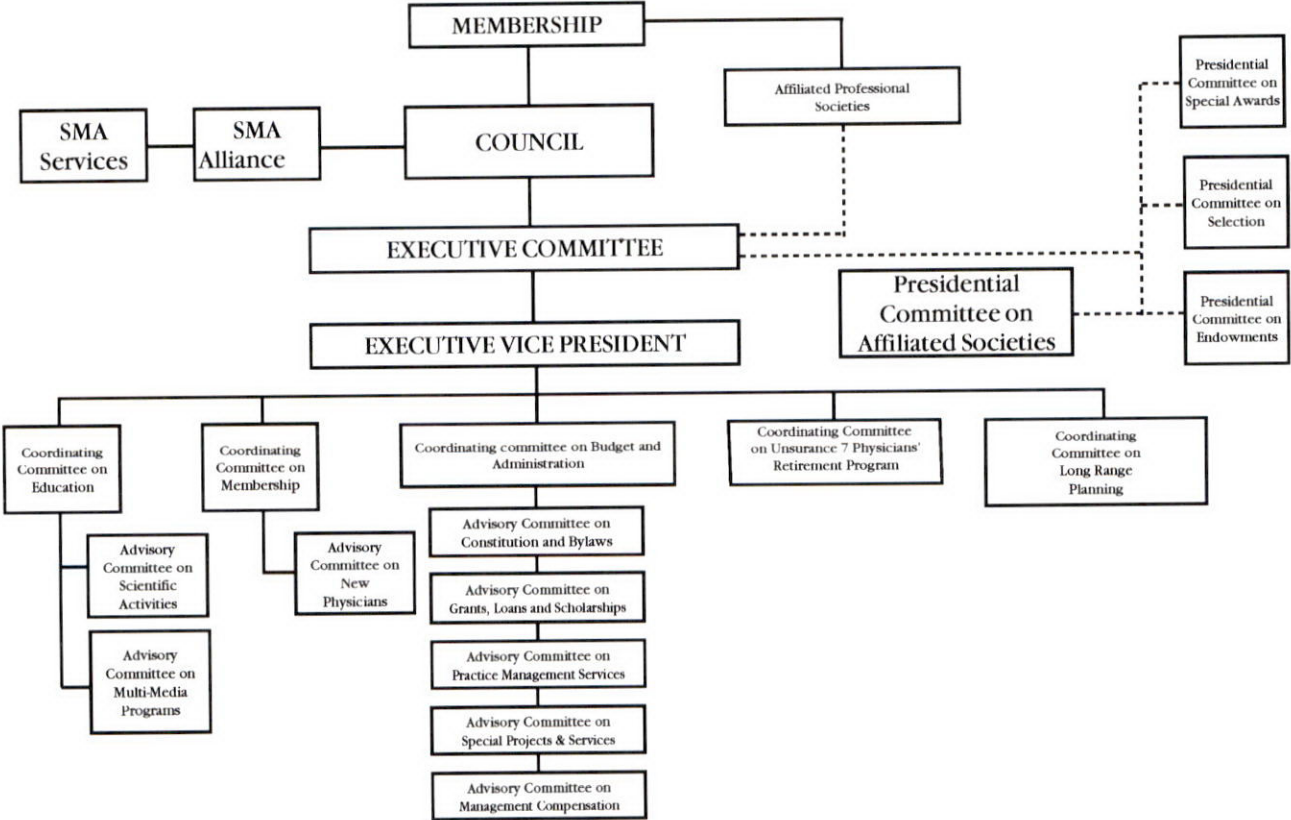 MEMBERSHIP
Affiliated Professional
Societies
Presidential
Committee on
Special Awards
SMA
Services
SMA
Alliance
COUNCIL
Presidential
Committee on
Selection
EXECUTIVE COMMITTEE
Presidential
Committee on
Affiliated Societies
Presidential
Committee on
Endowments
EXECUTIVE VICE PRESIDENT
Coordinating
Committee on
Education
Coordinating
Committee on
Membership
Coordinating committee on Budget and
Administration
Coordinating Committee
on Unsurance 7 Physicians'
Retirement Program
Coordinating
Committee on
Long Range
Planning
Advisory
Committee on
Scientific
Activities
Advisory
Committee on
Multi-Media
Programs
Advisory
Committee on
New
Physicians
Advisory Committee on
Constitution and Bylaws
Advisory Committee on
Grants, Loans and Scholarships
Advisory Committee on
Practice Management Services
Advisory Committee on
Special Projects & Services
Advisory Committee on
Management Compensation